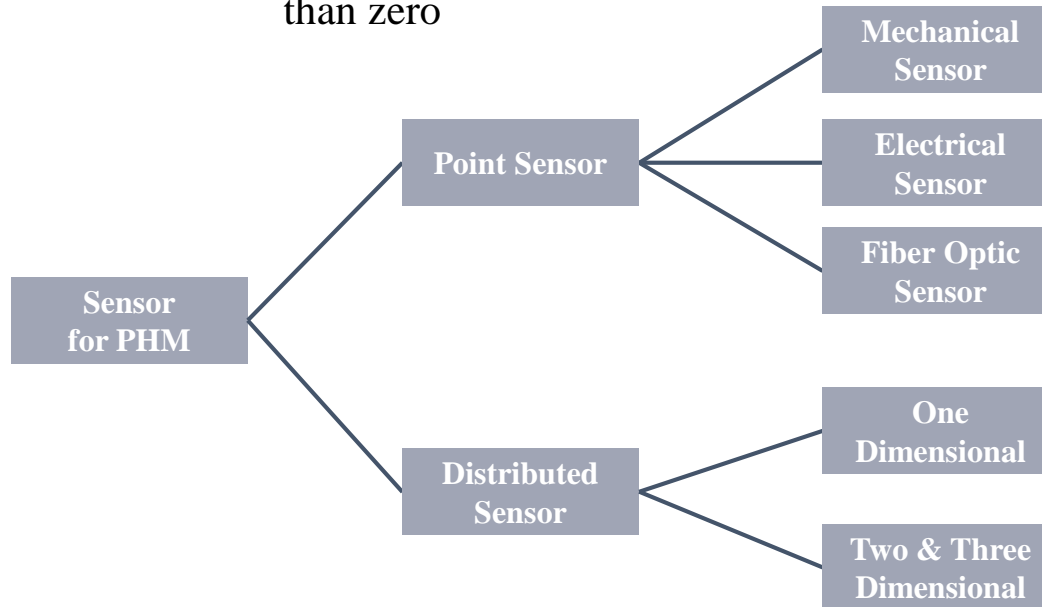 than zero
Mechanical
Sensor
Electrical
Sensor
Point Sensor
Fiber Optic
Sensor
Sensor
for PHM
One
Dimensional
Distributed
Sensor
Two & Three
Dimensional